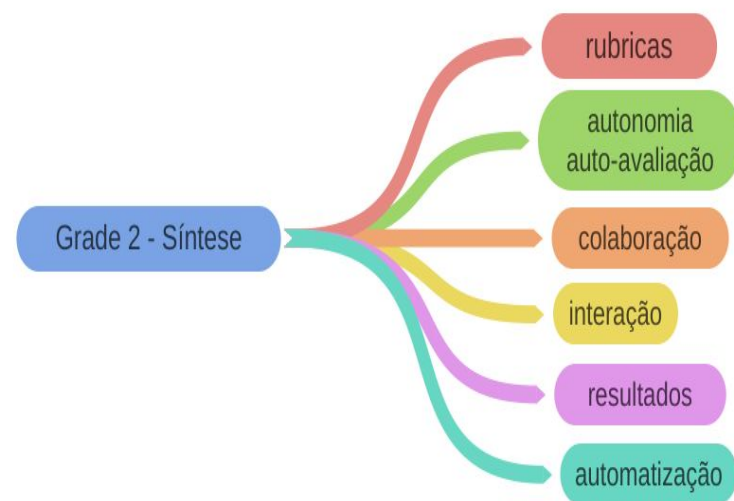 rubricas
autonomia
auto-avaliação
Grade 2 - Síntese
colaboração
interação
resultados
automatização